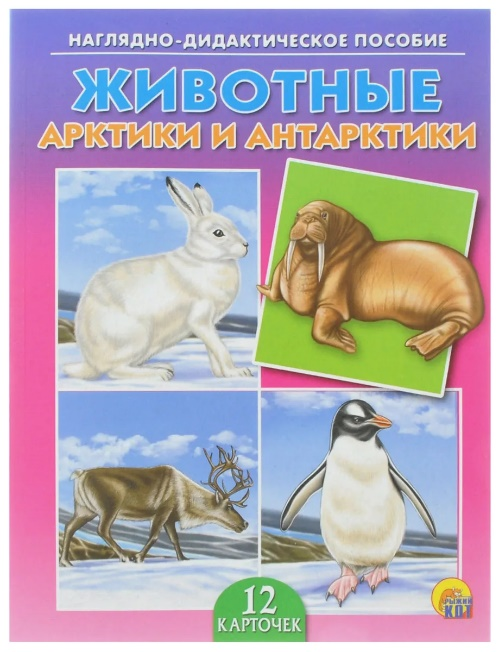 НАГЛЯДНО-ДИДАКТИЧЕСКОЕ ПОСОБИЕ
ЖИВОТНЫЕ
АРКТИКИ И АНТАРКТИКИ
12
КАРТОЧЕК
РЫЖИЙ
КОТ